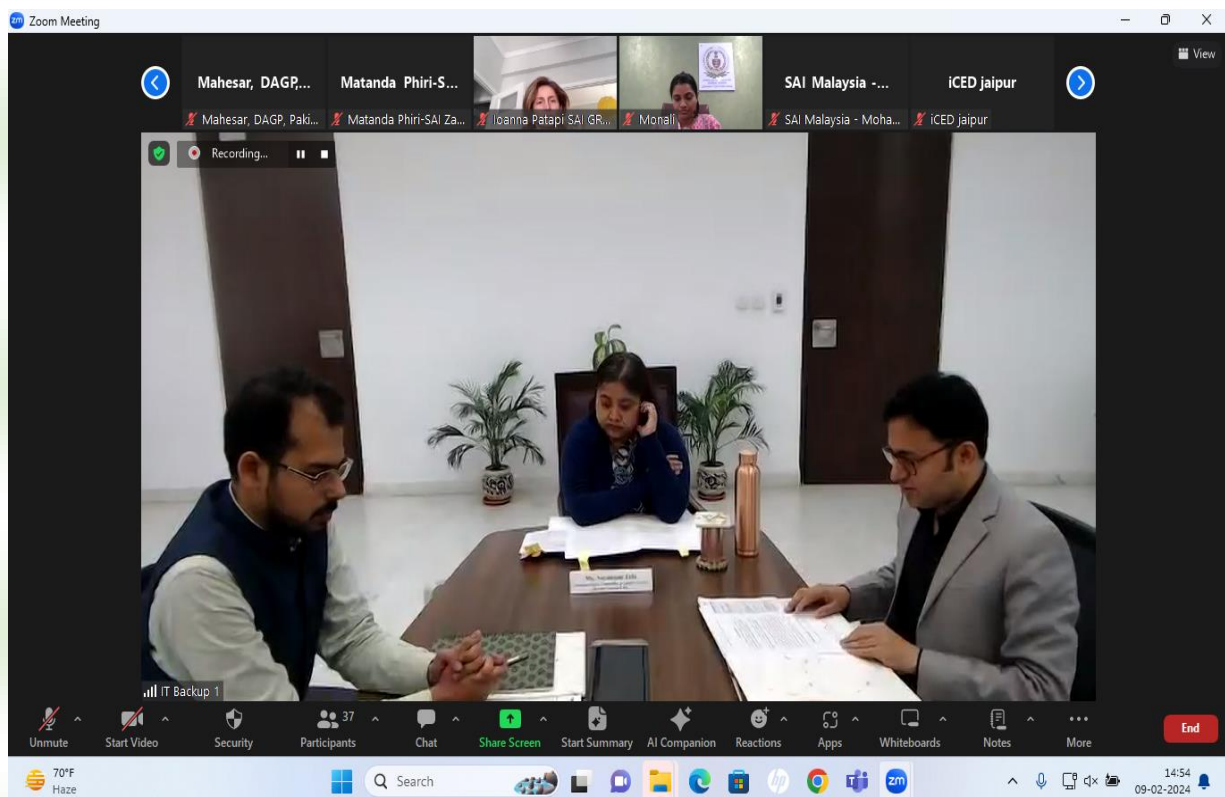 zm Zoom Meeting
View
Mahesar, DAGP,...
Matanda Phiri-S...
SAI Malaysia -...
iCED jaipur
Mahesar, DAGP, Paki...
Matanda Phiri-SAI Za...
Ioanna Patapi SAI GR...
Monali
SAI Malaysia - Moha...
iCED jaipur
Recording...
IT Backup 1
37
Unmute
Start Video
Security
Participants
Chat
Share Screen
Start Summary
AI Companion
Reactions
Apps
Whiteboards
Notes
More
End
70°F
Haze
Search
hp
zm
14:54
09-02-2024